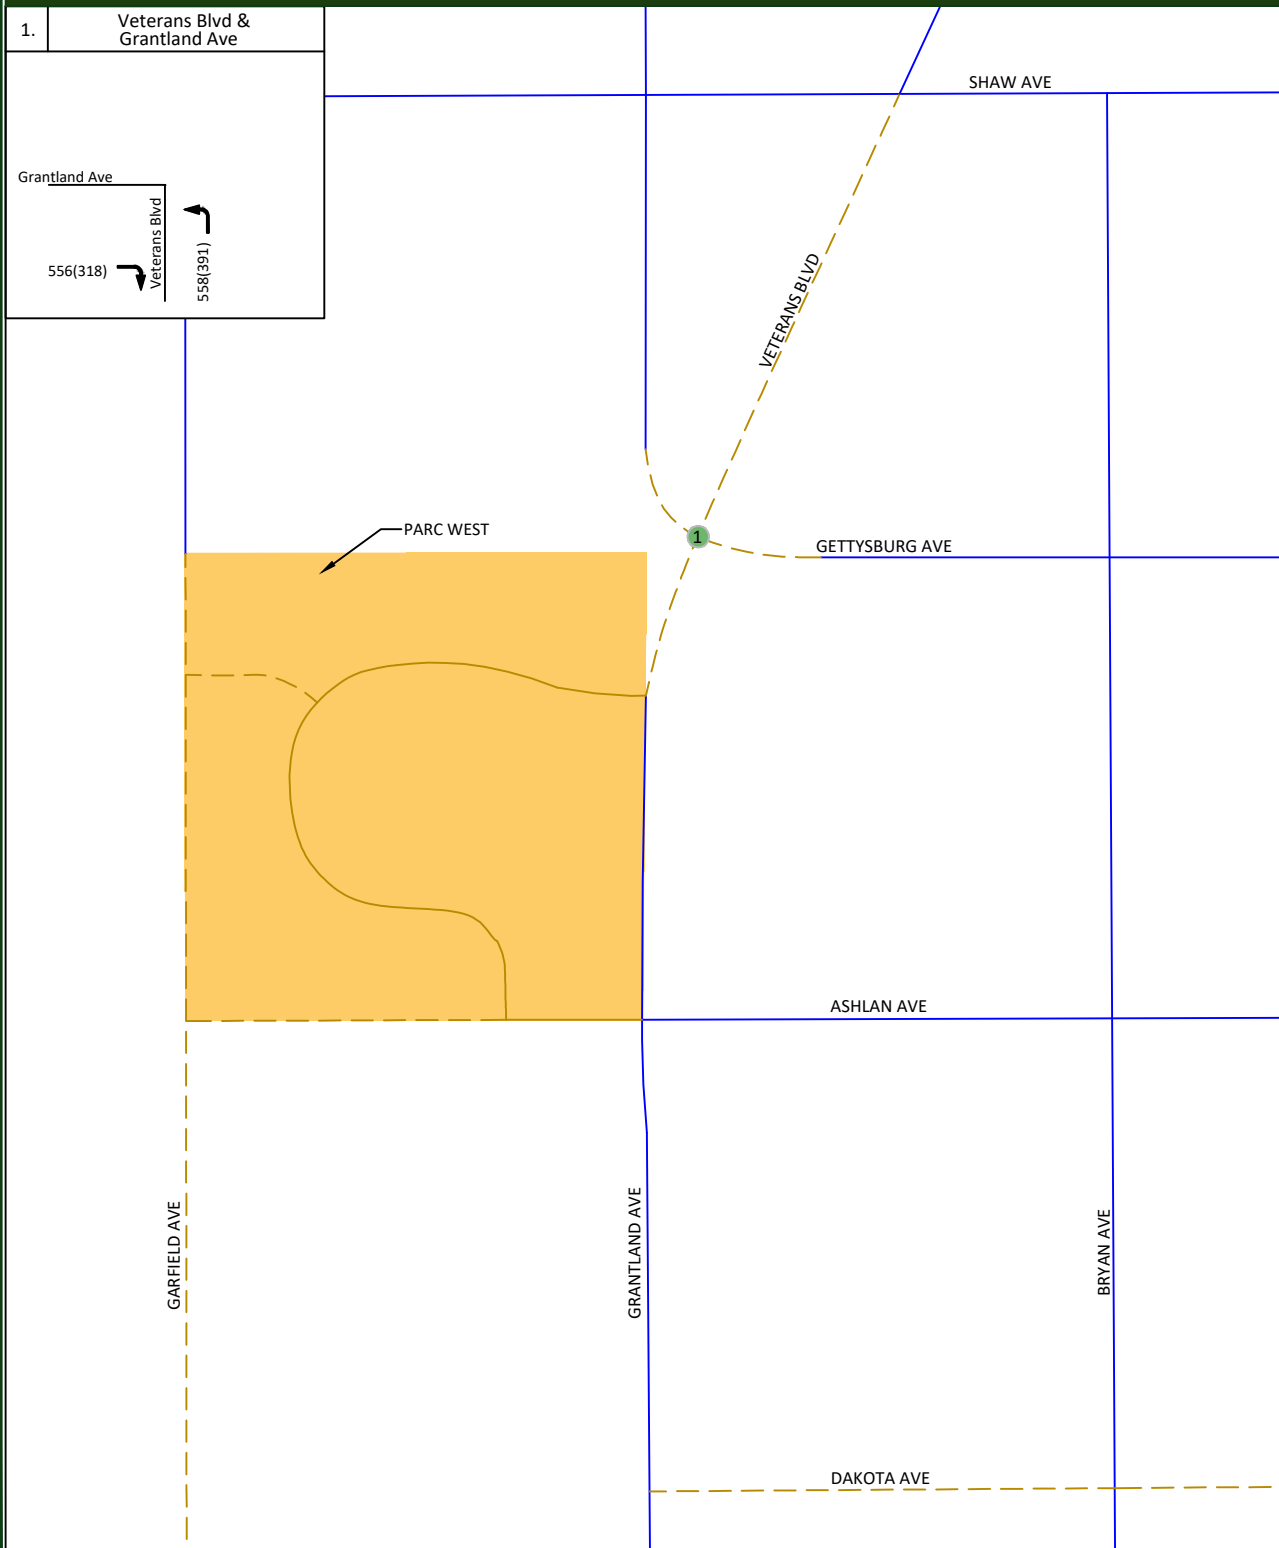 1.
Veterans Blvd &
Grantland Ave
Grantland Ave
Veterans Blvd
556(318)
558(391)
SHAW AVE
VETERANS BLVD
PARC WEST
1
GETTYSBURG AVE
ASHLAN AVE
GARFIELD AVE
GRANTLAND AVE
BRYAN AVE
DAKOTA AVE